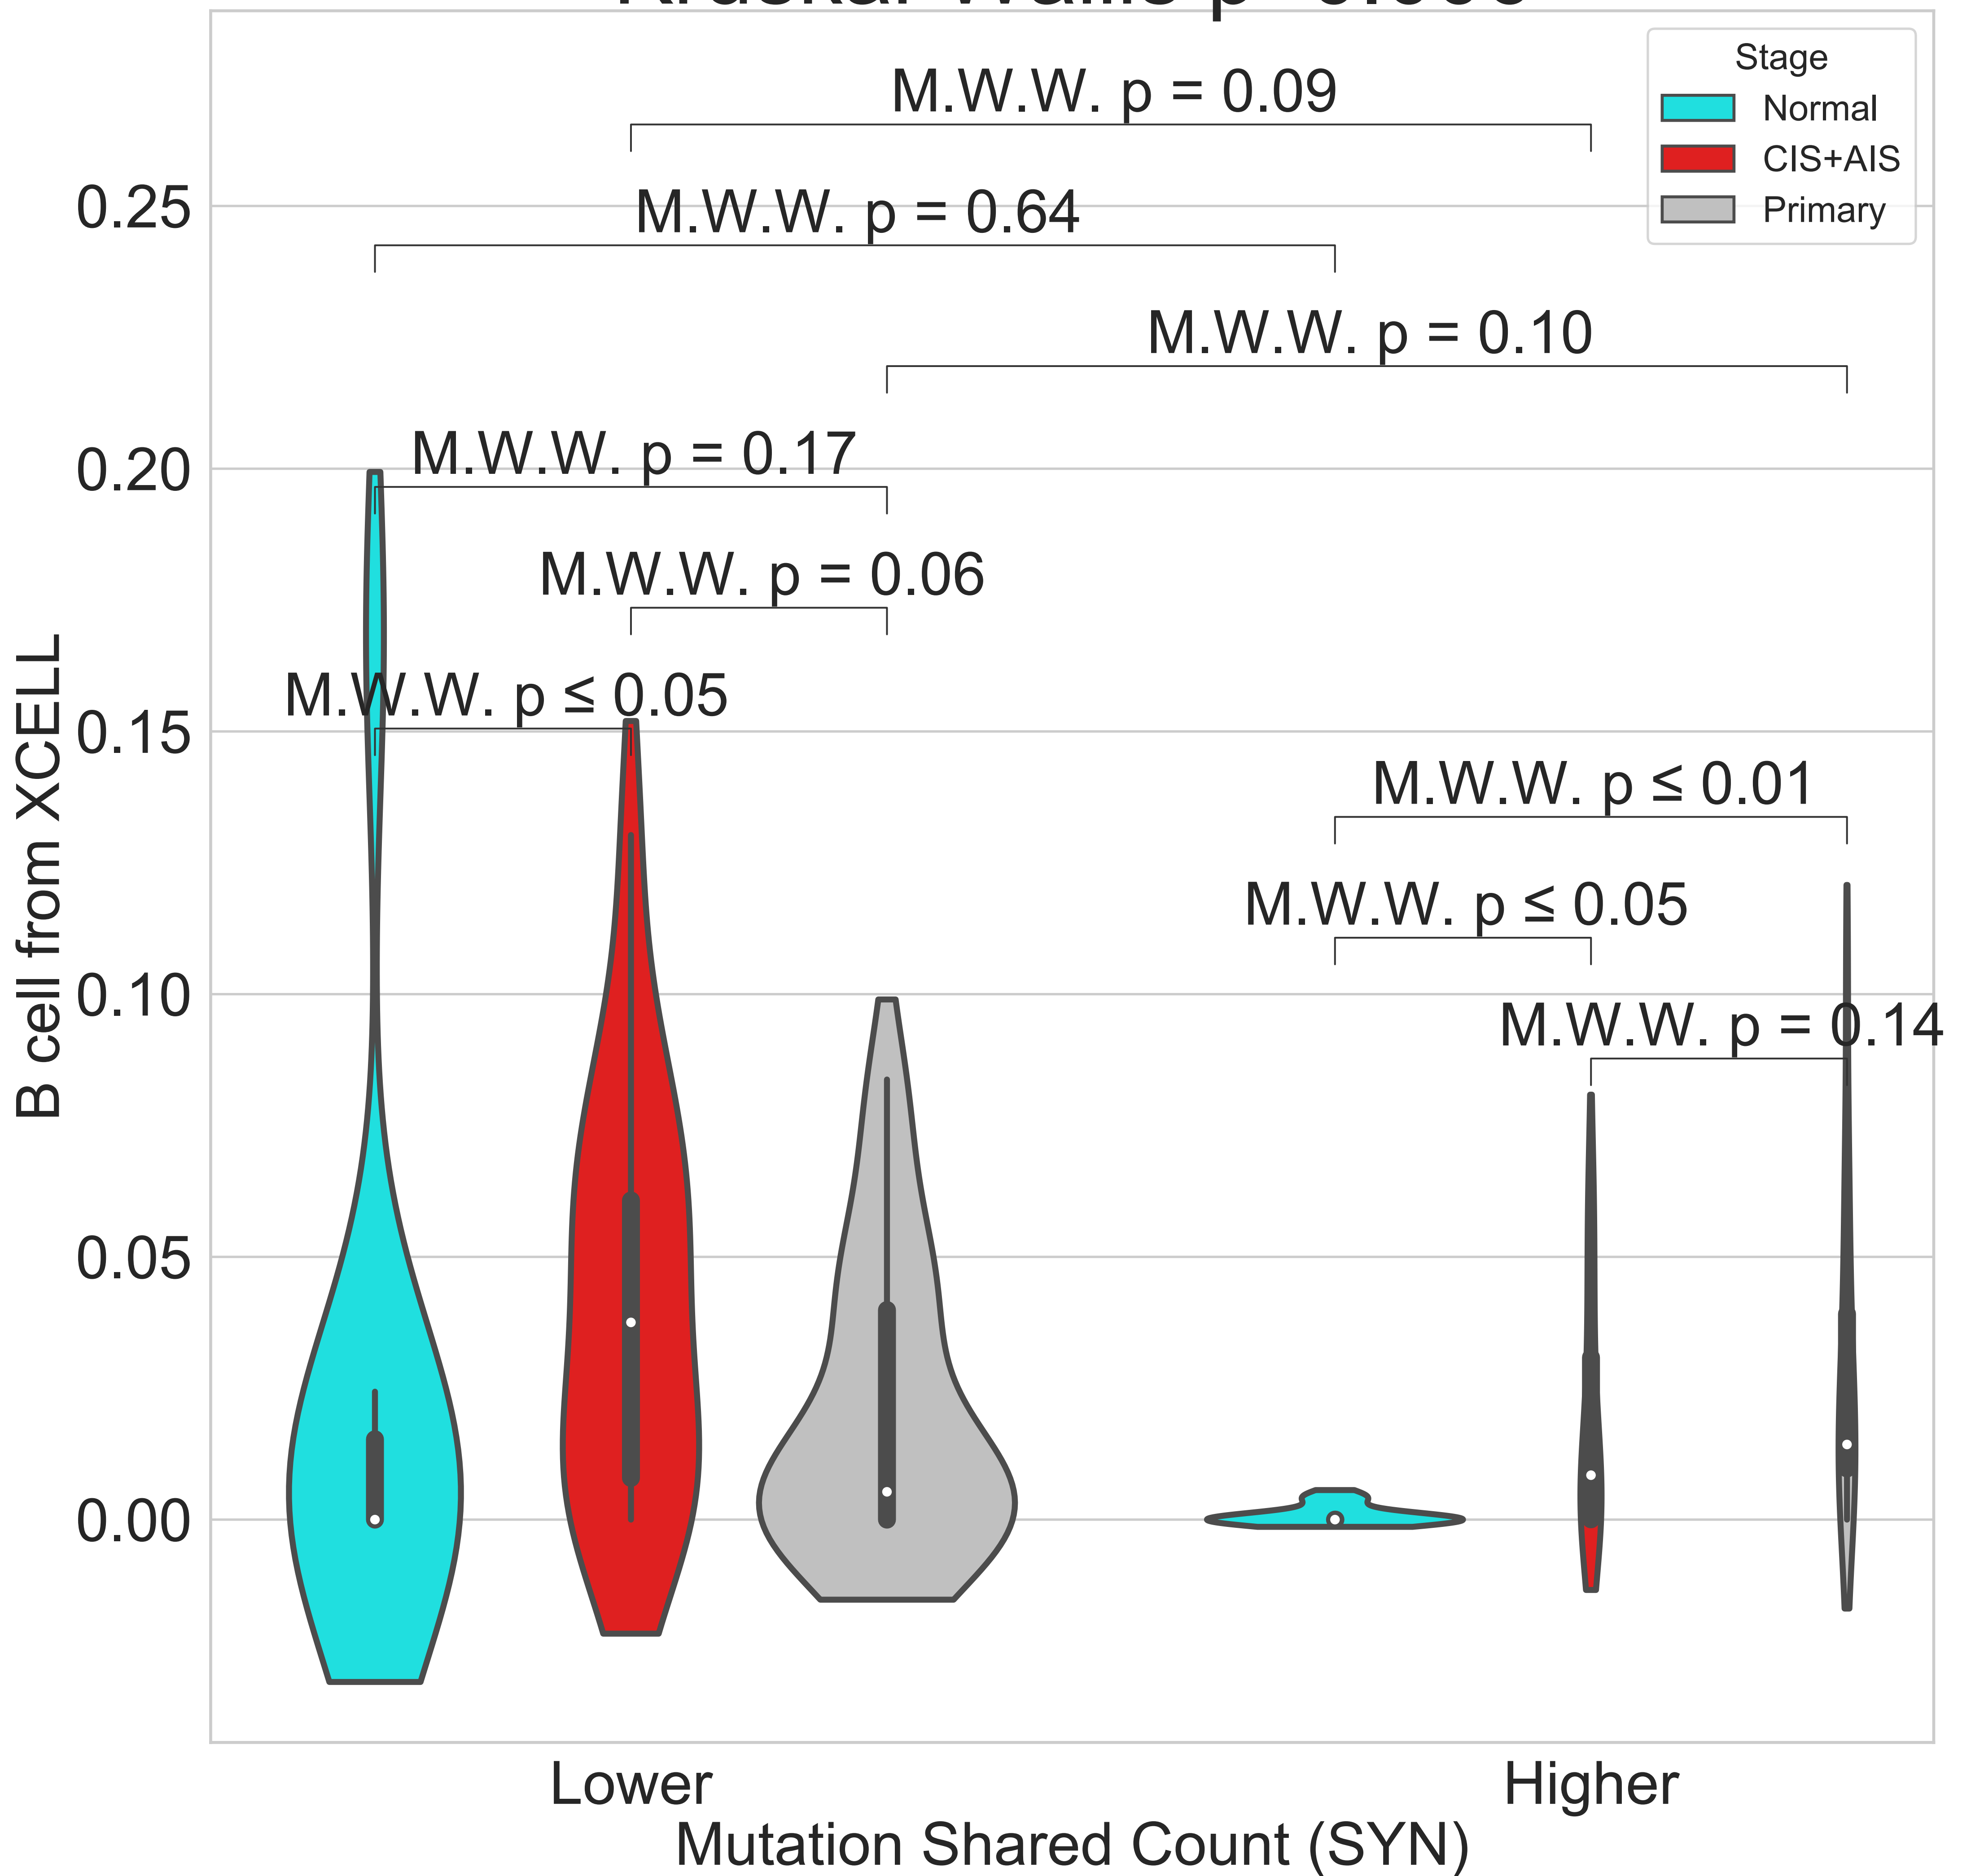 Stage
Normal
CIS+AIS
Primary
M.W.W. p = 0.09
M.W.W. p = 0.64
M.W.W. p = 0.10
M.W.W. p = 0.17
M.W.W. p = 0.06
M.W.W. p ≤ 0.05
M.W.W. p ≤ 0.01
M.W.W. p ≤ 0.05
M.W.W. p = 0.14
B cell from XCELL
0.25
0.20
0.15
0.10
0.05
0.00
Lower
Higher
Mutation Shared Count (SYN)